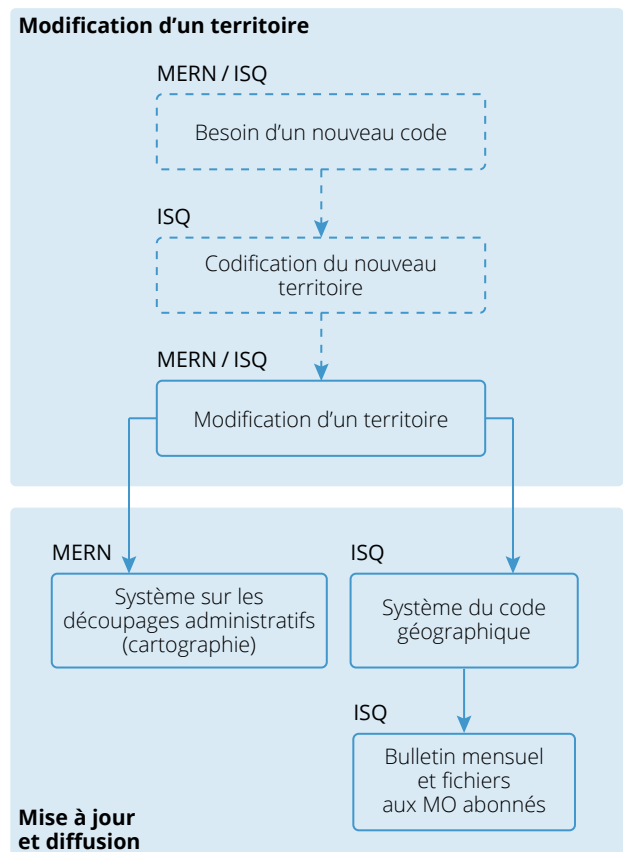 Modification d’un territoire
MERN / ISQ
Besoin d’un nouveau code
ISQ
Codification du nouveau
territoire
MERN / ISQ
Modification d’un territoire
MERN
Système sur les
découpages administratifs
(cartographie)
ISQ
Système du code
géographique
ISQ
Bulletin mensuel
et fichiers
aux MO abonnés
Mise à jour
et diffusion